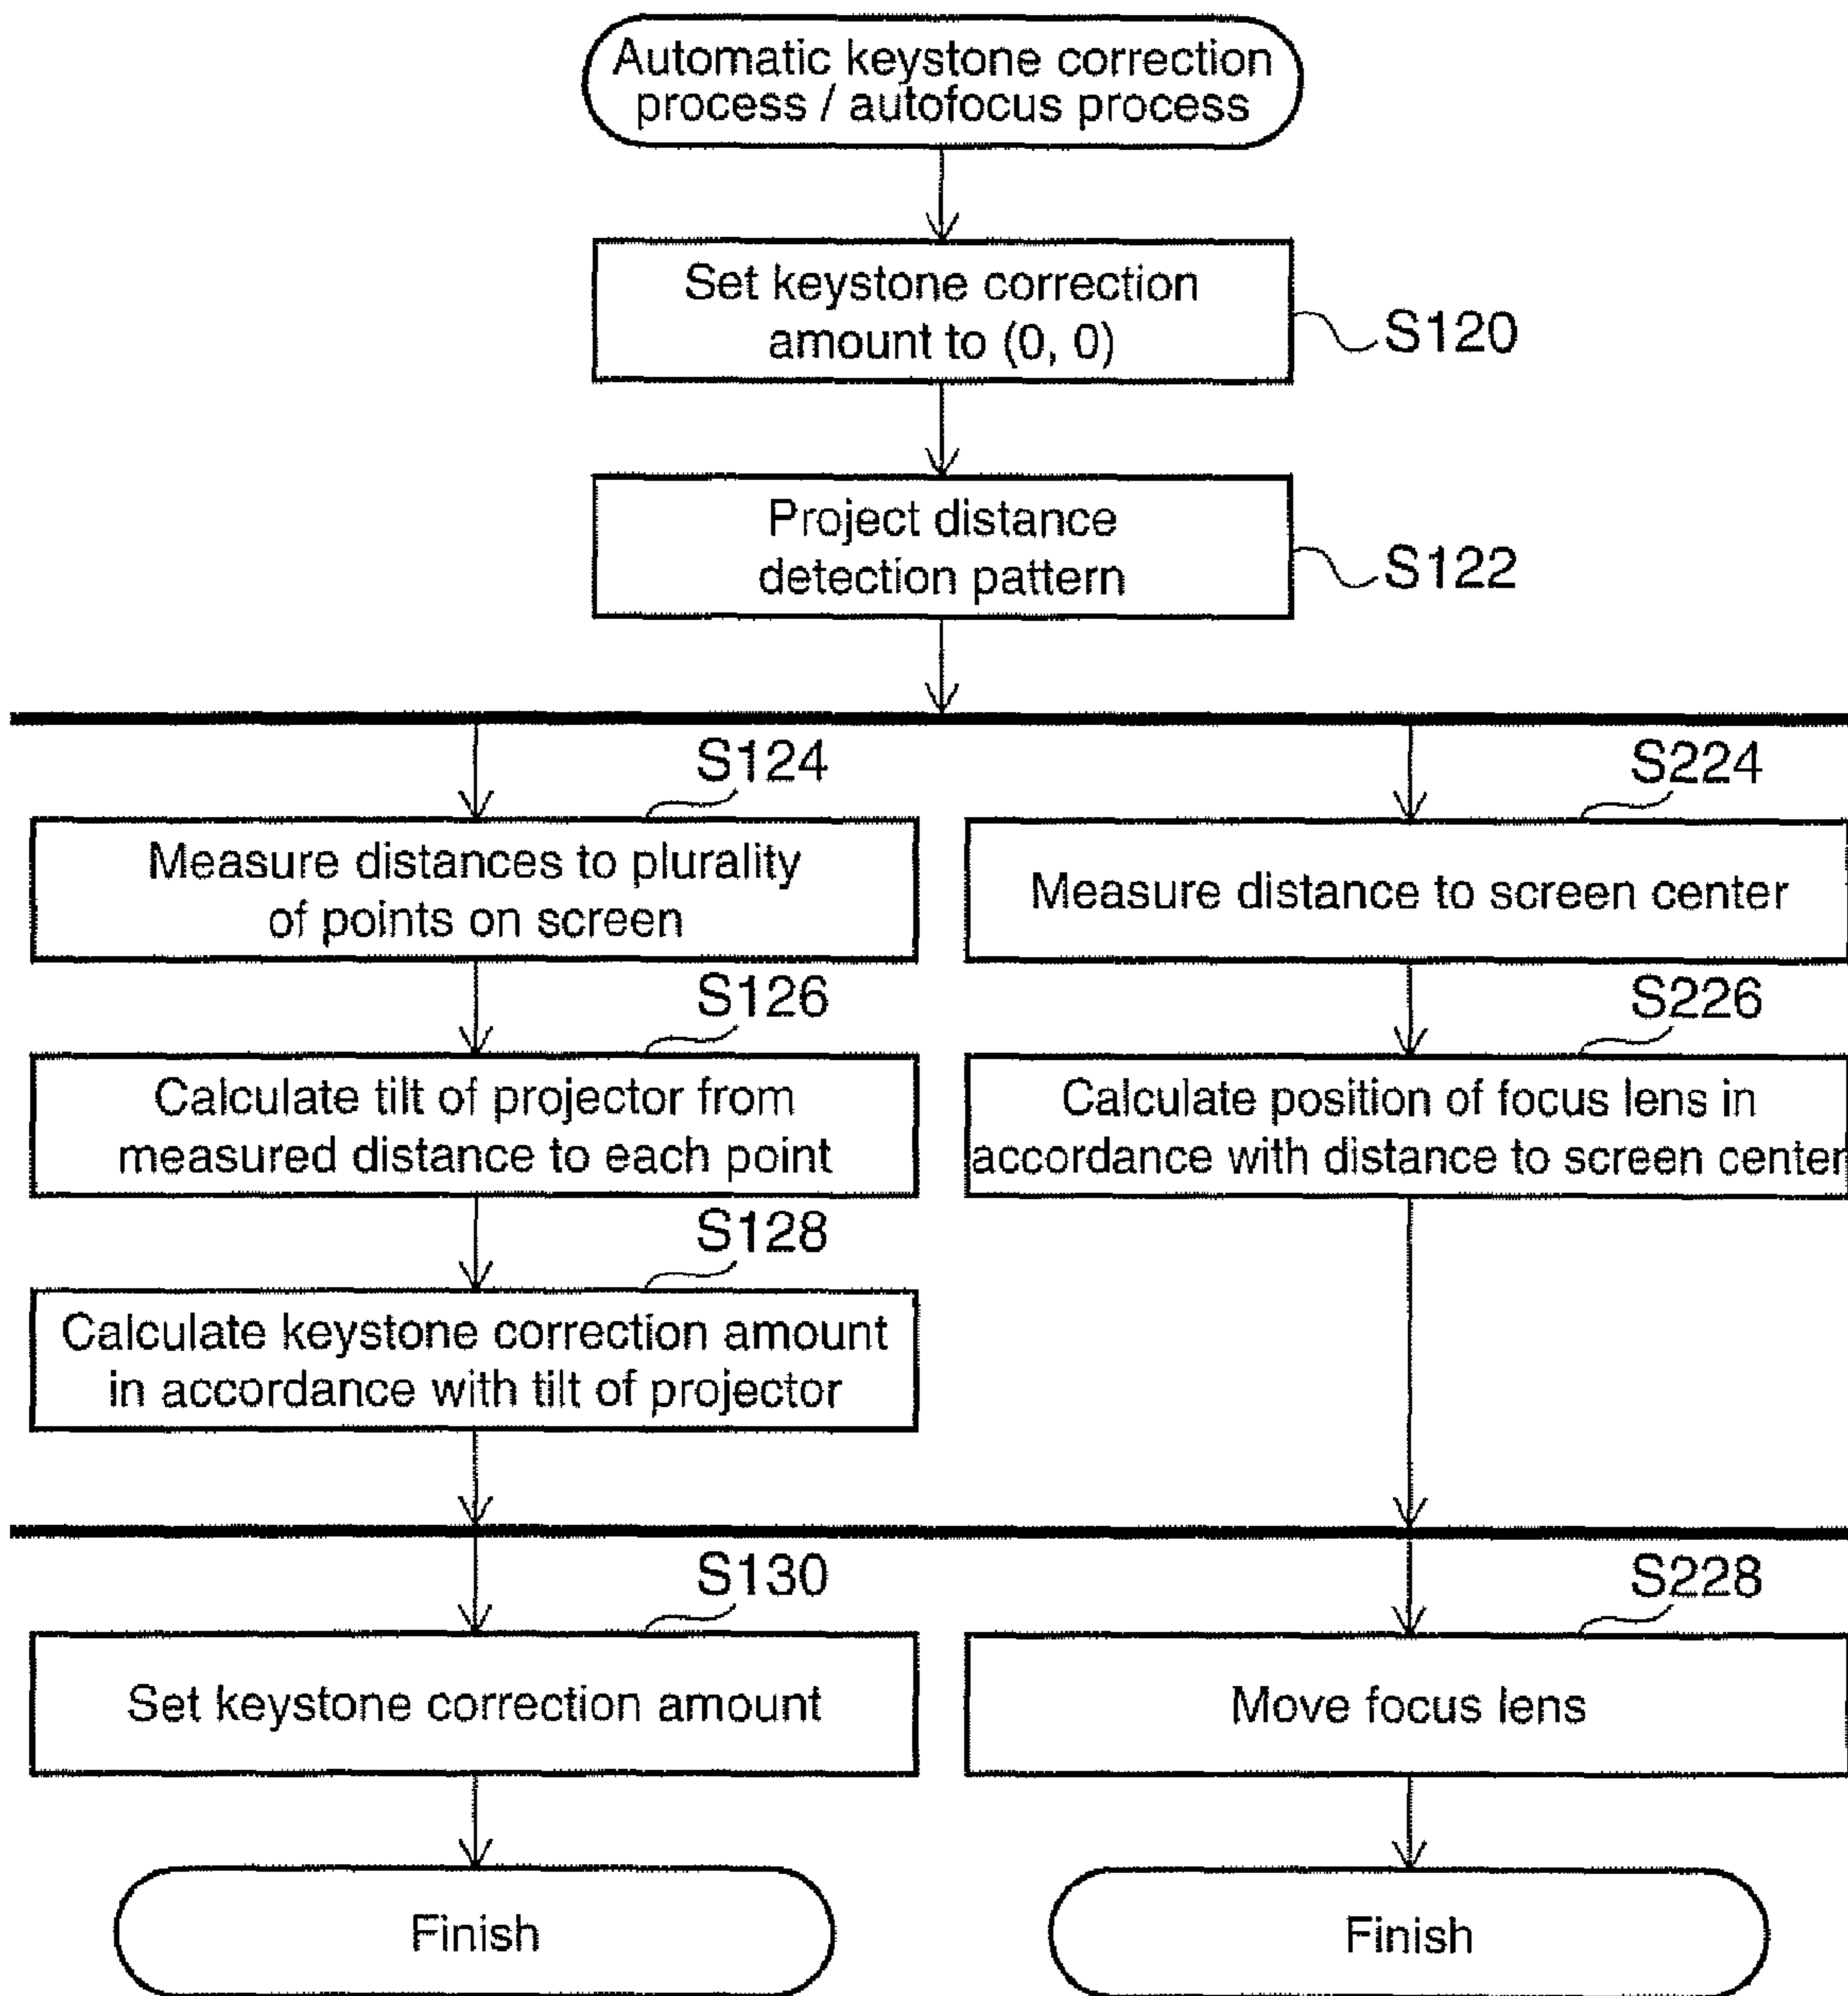 Automatic keystone correction
process / autofocus process
Set keystone correction
amount to (0, 0)
S120
Project distance
detection pattern
S122
S124
Measure distances to plurality
of points on screen
S126
Calculate tilt of projector from
measured distance to each point
S128
Calculate keystone correction amount
in accordance with tilt of projector
S130
Set keystone correction amount
Finish
S224
Measure distance to screen center
S226
Calculate position of focus lens in
accordance with distance to screen center
S228
Move focus lens
Finish